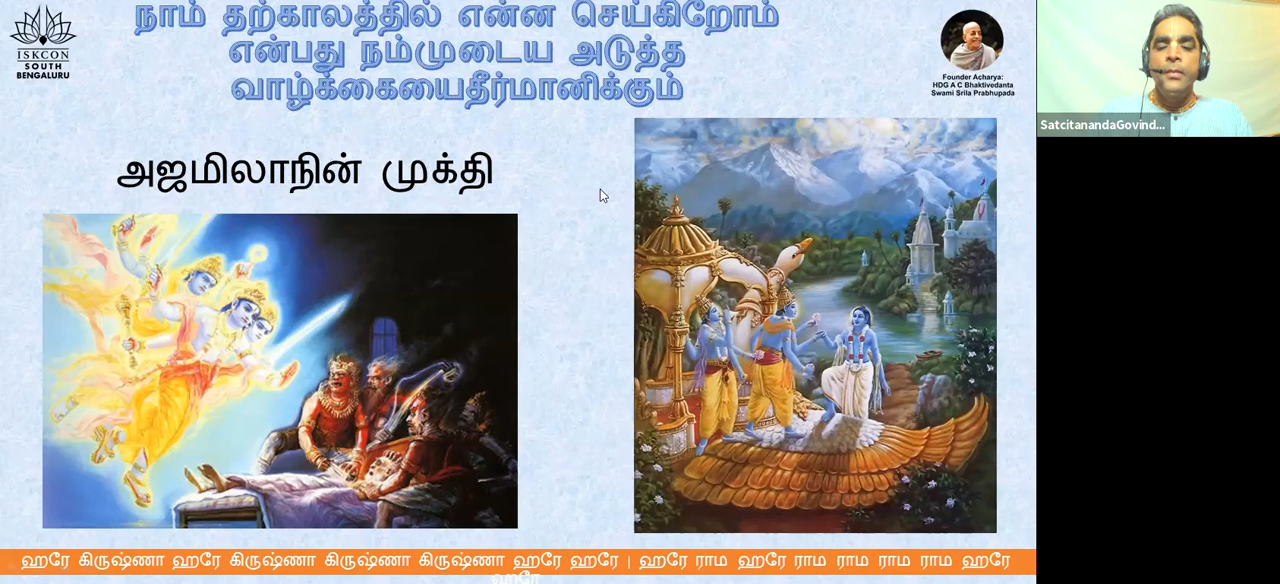 நாம் தற்காலத்தில் என்ன செய்கிறோம்
என்பது நம்முடைய அடுத்த
வாழ்க்கையைதீர்மானிக்கும்
ISKCON
SOUTH
BENGALURU
Founder Acharya:
HDG A C Bhaktivedanta
Swami Srila Prabhupada
SatcitanandaGovind...
அஜமிலாநின் முக்தி
ஹரே கிருஷ்ணா ஹரே கிருஷ்ணா கிருஷ்ணா கிருஷ்ணா ஹரே ஹரே | ஹரே ராம ஹரே ராம ராம ராம ஹரே
ஹரே